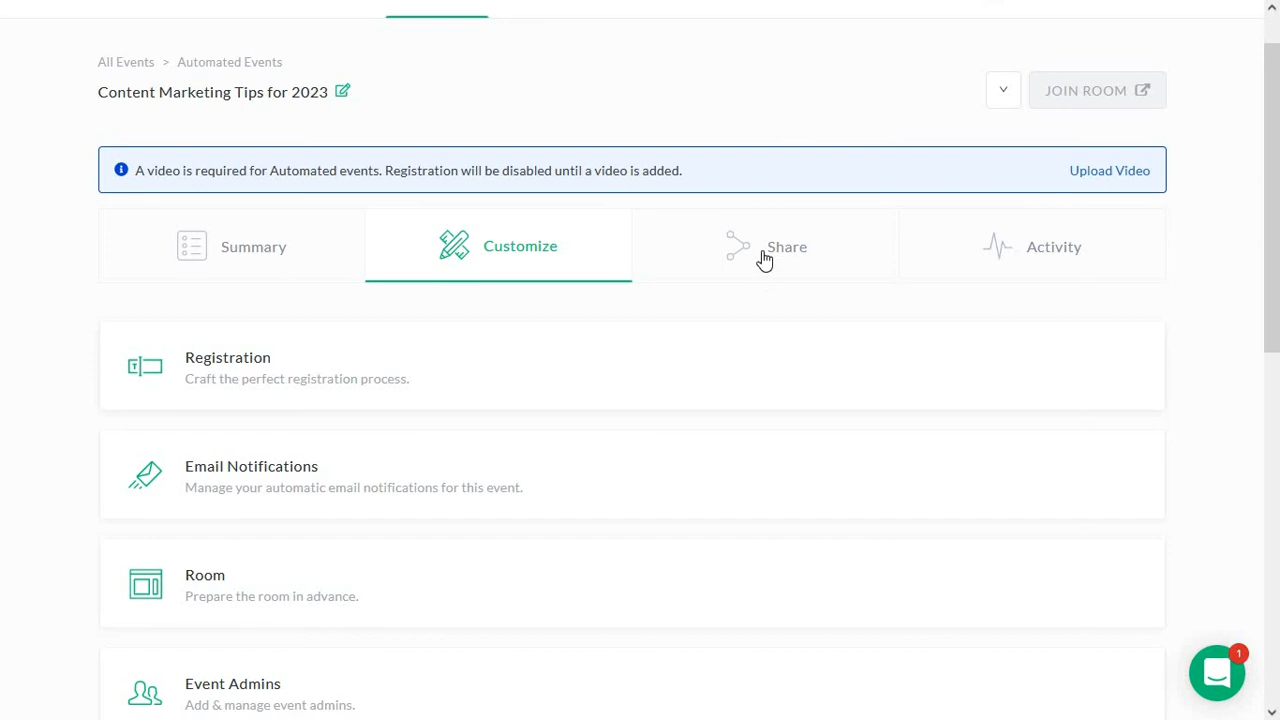 All Events > Automated Events
Content Marketing Tips for 2023
JOIN ROOM
A video is required for Automated events. Registration will be disabled until a video is added.
Upload Video
Summary
Customize
Share
Activity
T
Registration
Craft the perfect registration process.
Email Notifications
Manage your automatic email notifications for this event.
Room
Prepare the room in advance.
Event Admins
Add & manage event admins.
1